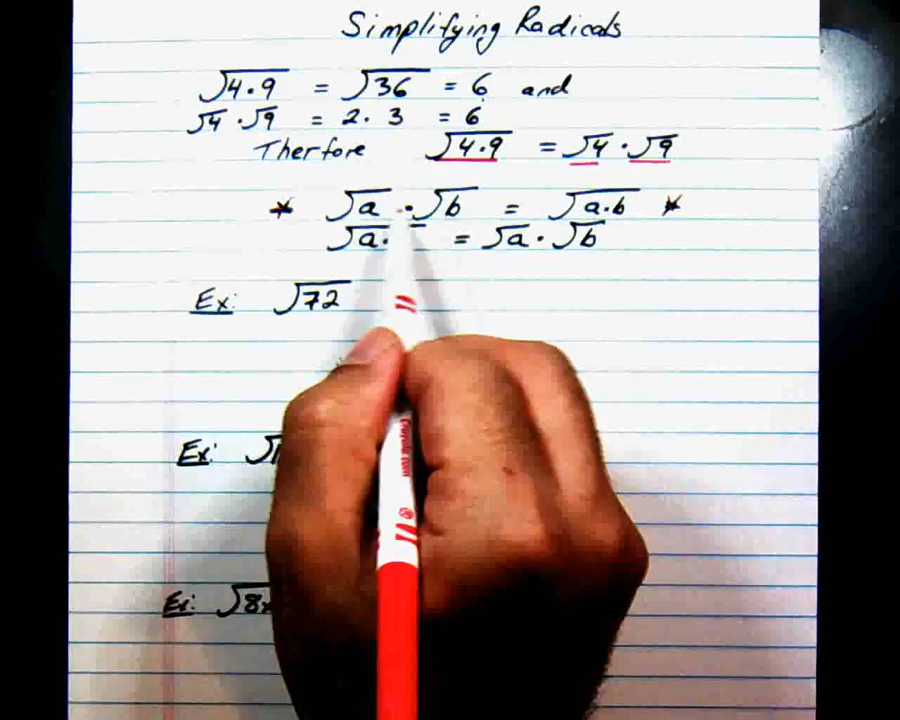 Simplifying Radicals
√4·9 = √36 = 6 and
√4 · √9 = 2 · 3 = 6
Therfore √4·9 = √4 · √9
* √a · √b = √a·b *
√a· = √a · √b
Ex: √72
Ex: √
Ex: √8